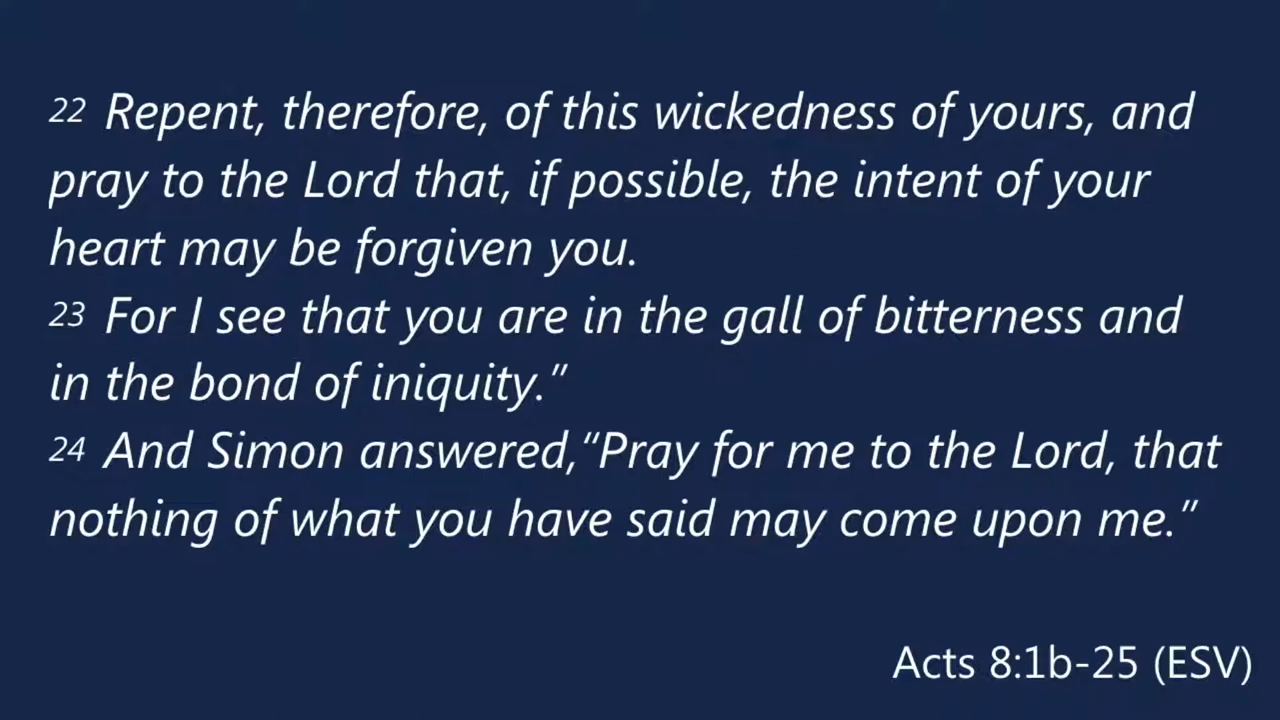 22 Repent, therefore, of this wickedness of yours, and
pray to the Lord that, if possible, the intent of your
heart may be forgiven you.
23 For I see that you are in the gall of bitterness and
in the bond of iniquity.”
24 And Simon answered,“Pray for me to the Lord, that
nothing of what you have said may come upon me.”
Acts 8:1b-25 (ESV)